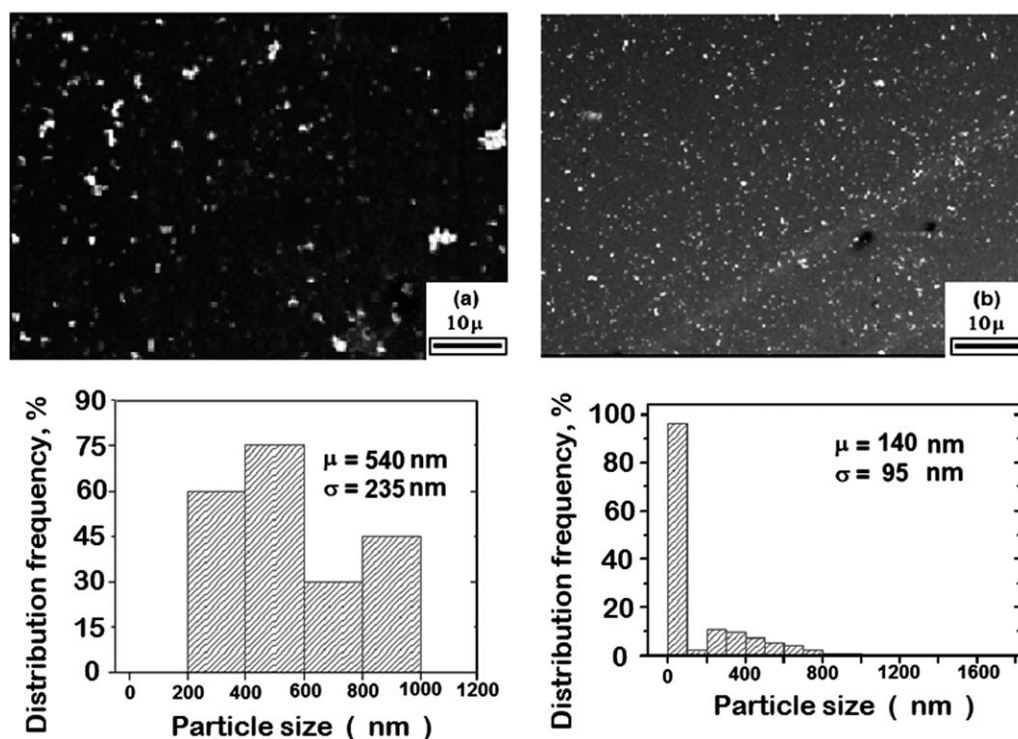 (a)
10μ
(b)
10μ
Distribution frequency, %
90
75
60
45
30
15
0
μ = 540 nm
σ = 235 nm
0 200 400 600 800 1000 1200
Particle size ( nm )
Distribution frequency, %
100
80
60
40
20
0
μ = 140 nm
σ = 95 nm
0 400 800 1200 1600
Particle size ( nm )